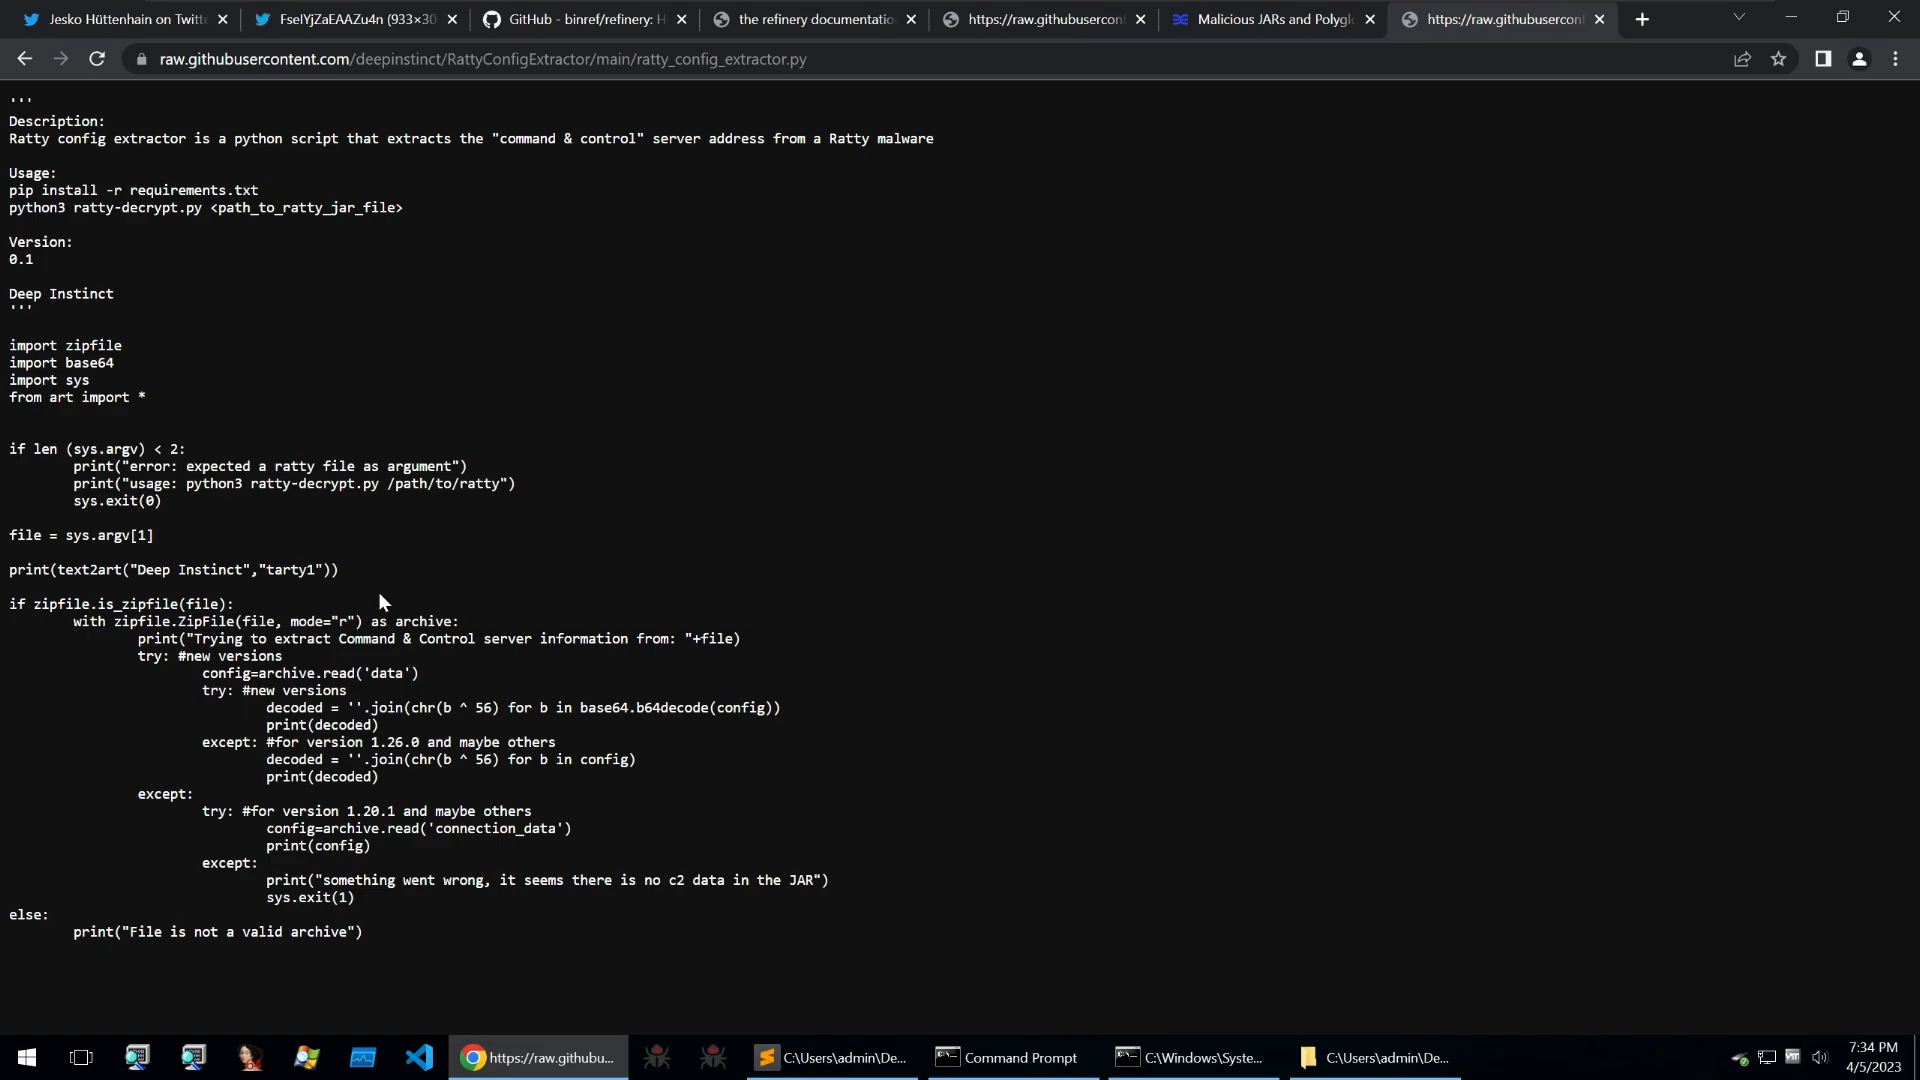 Jesko Hüttenhain on Twitte
FselYjZaEAAZu4n (933×30
GitHub - binref/refinery: H
the refinery documentatio
https://raw.githubusercont
Malicious JARs and Polyglo
https://raw.githubusercont
raw.githubusercontent.com/deepinstinct/RattyConfigExtractor/main/ratty_config_extractor.py
'''
Description:
Ratty config extractor is a python script that extracts the "command & control" server address from a Ratty malware
Usage:
pip install -r requirements.txt
python3 ratty-decrypt.py <path_to_ratty_jar_file>
Version:
0.1
Deep Instinct
'''
import zipfile
import base64
import sys
from art import *
if len (sys.argv) < 2:
        print("error: expected a ratty file as argument")
        print("usage: python3 ratty-decrypt.py /path/to/ratty")
        sys.exit(0)
file = sys.argv[1]
print(text2art("Deep Instinct","tarty1"))
if zipfile.is_zipfile(file):
        with zipfile.ZipFile(file, mode="r") as archive:
                print("Trying to extract Command & Control server information from: "+file)
                try: #new versions
                        config=archive.read('data')
                        try: #new versions
                                decoded = ''.join(chr(b ^ 56) for b in base64.b64decode(config))
                                print(decoded)
                        except: #for version 1.26.0 and maybe others
                                decoded = ''.join(chr(b ^ 56) for b in config)
                                print(decoded)
                except:
                        try: #for version 1.20.1 and maybe others
                                config=archive.read('connection_data')
                                print(config)
                        except:
                                print("something went wrong, it seems there is no c2 data in the JAR")
                                sys.exit(1)
else:
        print("File is not a valid archive")
https://raw.githubu...
C:\Users\admin\De...
Command Prompt
C:\Windows\Syste...
C:\Users\admin\De...
7:34 PM
4/5/2023